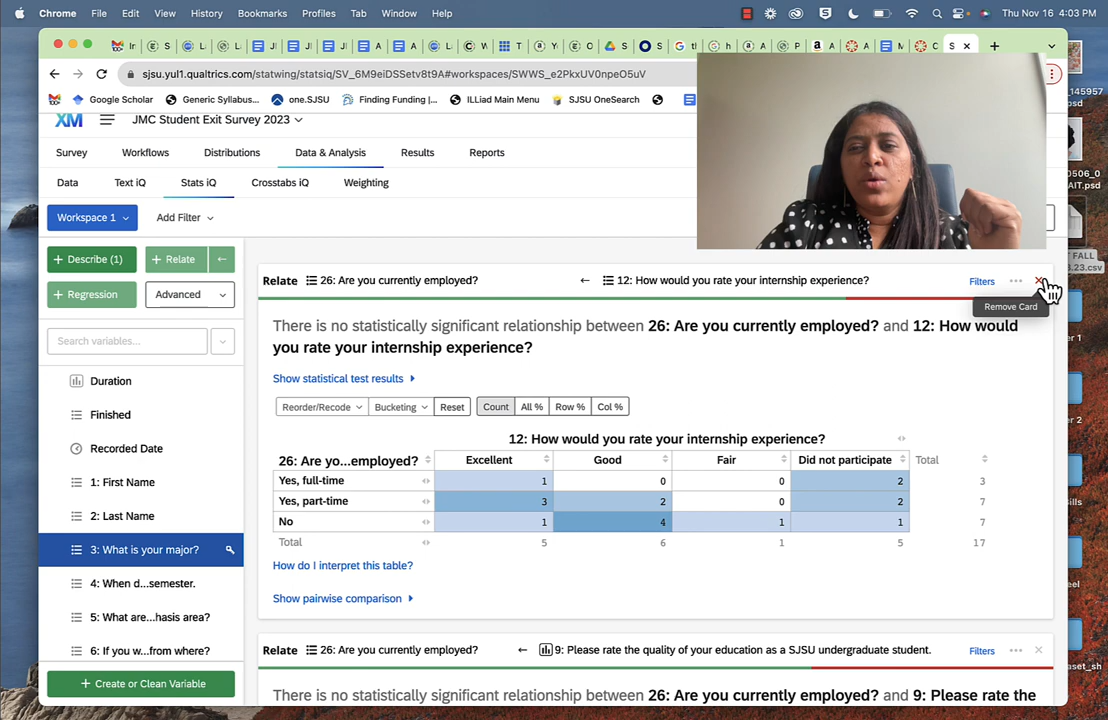 Chrome File Edit View History Bookmarks Profiles Tab Window Help Thu Nov 16 4:03 PM
sjsu.yul1.qualtrics.com/statwing/statsiq/SV_6M9eiDSSetv8t9A#workspaces/SWWS_e2PkxUV0npeO5uV
Google Scholar Generic Syllabus... one.SJSU Finding Funding |... ILLiad Main Menu SJSU OneSearch
XM JMC Student Exit Survey 2023
Survey Workflows Distributions Data & Analysis Results Reports
Data Text iQ Stats iQ Crosstabs iQ Weighting
Workspace 1 Add Filter
+ Describe (1) + Relate ←
+ Regression Advanced
Search variables...
Duration
Finished
Recorded Date
1: First Name
2: Last Name
3: What is your major?
4: When d...semester.
5: What are...hasis area?
6: If you w...from where?
+ Create or Clean Variable
Relate 26: Are you currently employed? ← 12: How would you rate your internship experience? Filters ••• ×
Remove Card
There is no statistically significant relationship between 26: Are you currently employed? and 12: How would
you rate your internship experience?
Show statistical test results
Reorder/Recode Bucketing Reset Count All % Row % Col %
12: How would you rate your internship experience?
26: Are yo...employed? Excellent Good Fair Did not participate Total
Yes, full-time 1 0 0 2 3
Yes, part-time 3 2 0 2 7
No 1 4 1 1 7
Total 5 6 1 5 17
How do I interpret this table?
Show pairwise comparison
Relate 26: Are you currently employed? ← 9: Please rate the quality of your education as a SJSU undergraduate student. Filters ••• ×
There is no statistically significant relationship between 26: Are you currently employed? and 9: Please rate the